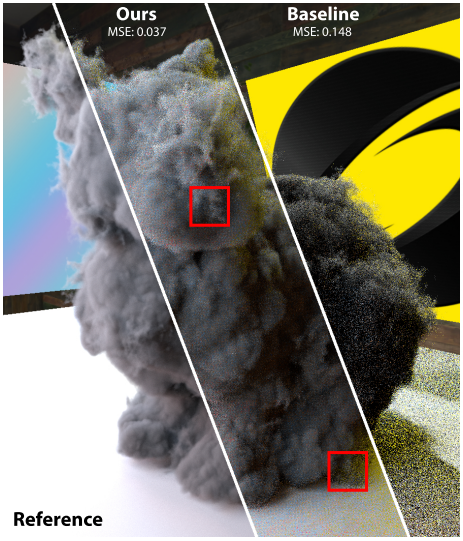 Ours
MSE: 0.037
Baseline
MSE: 0.148
Reference